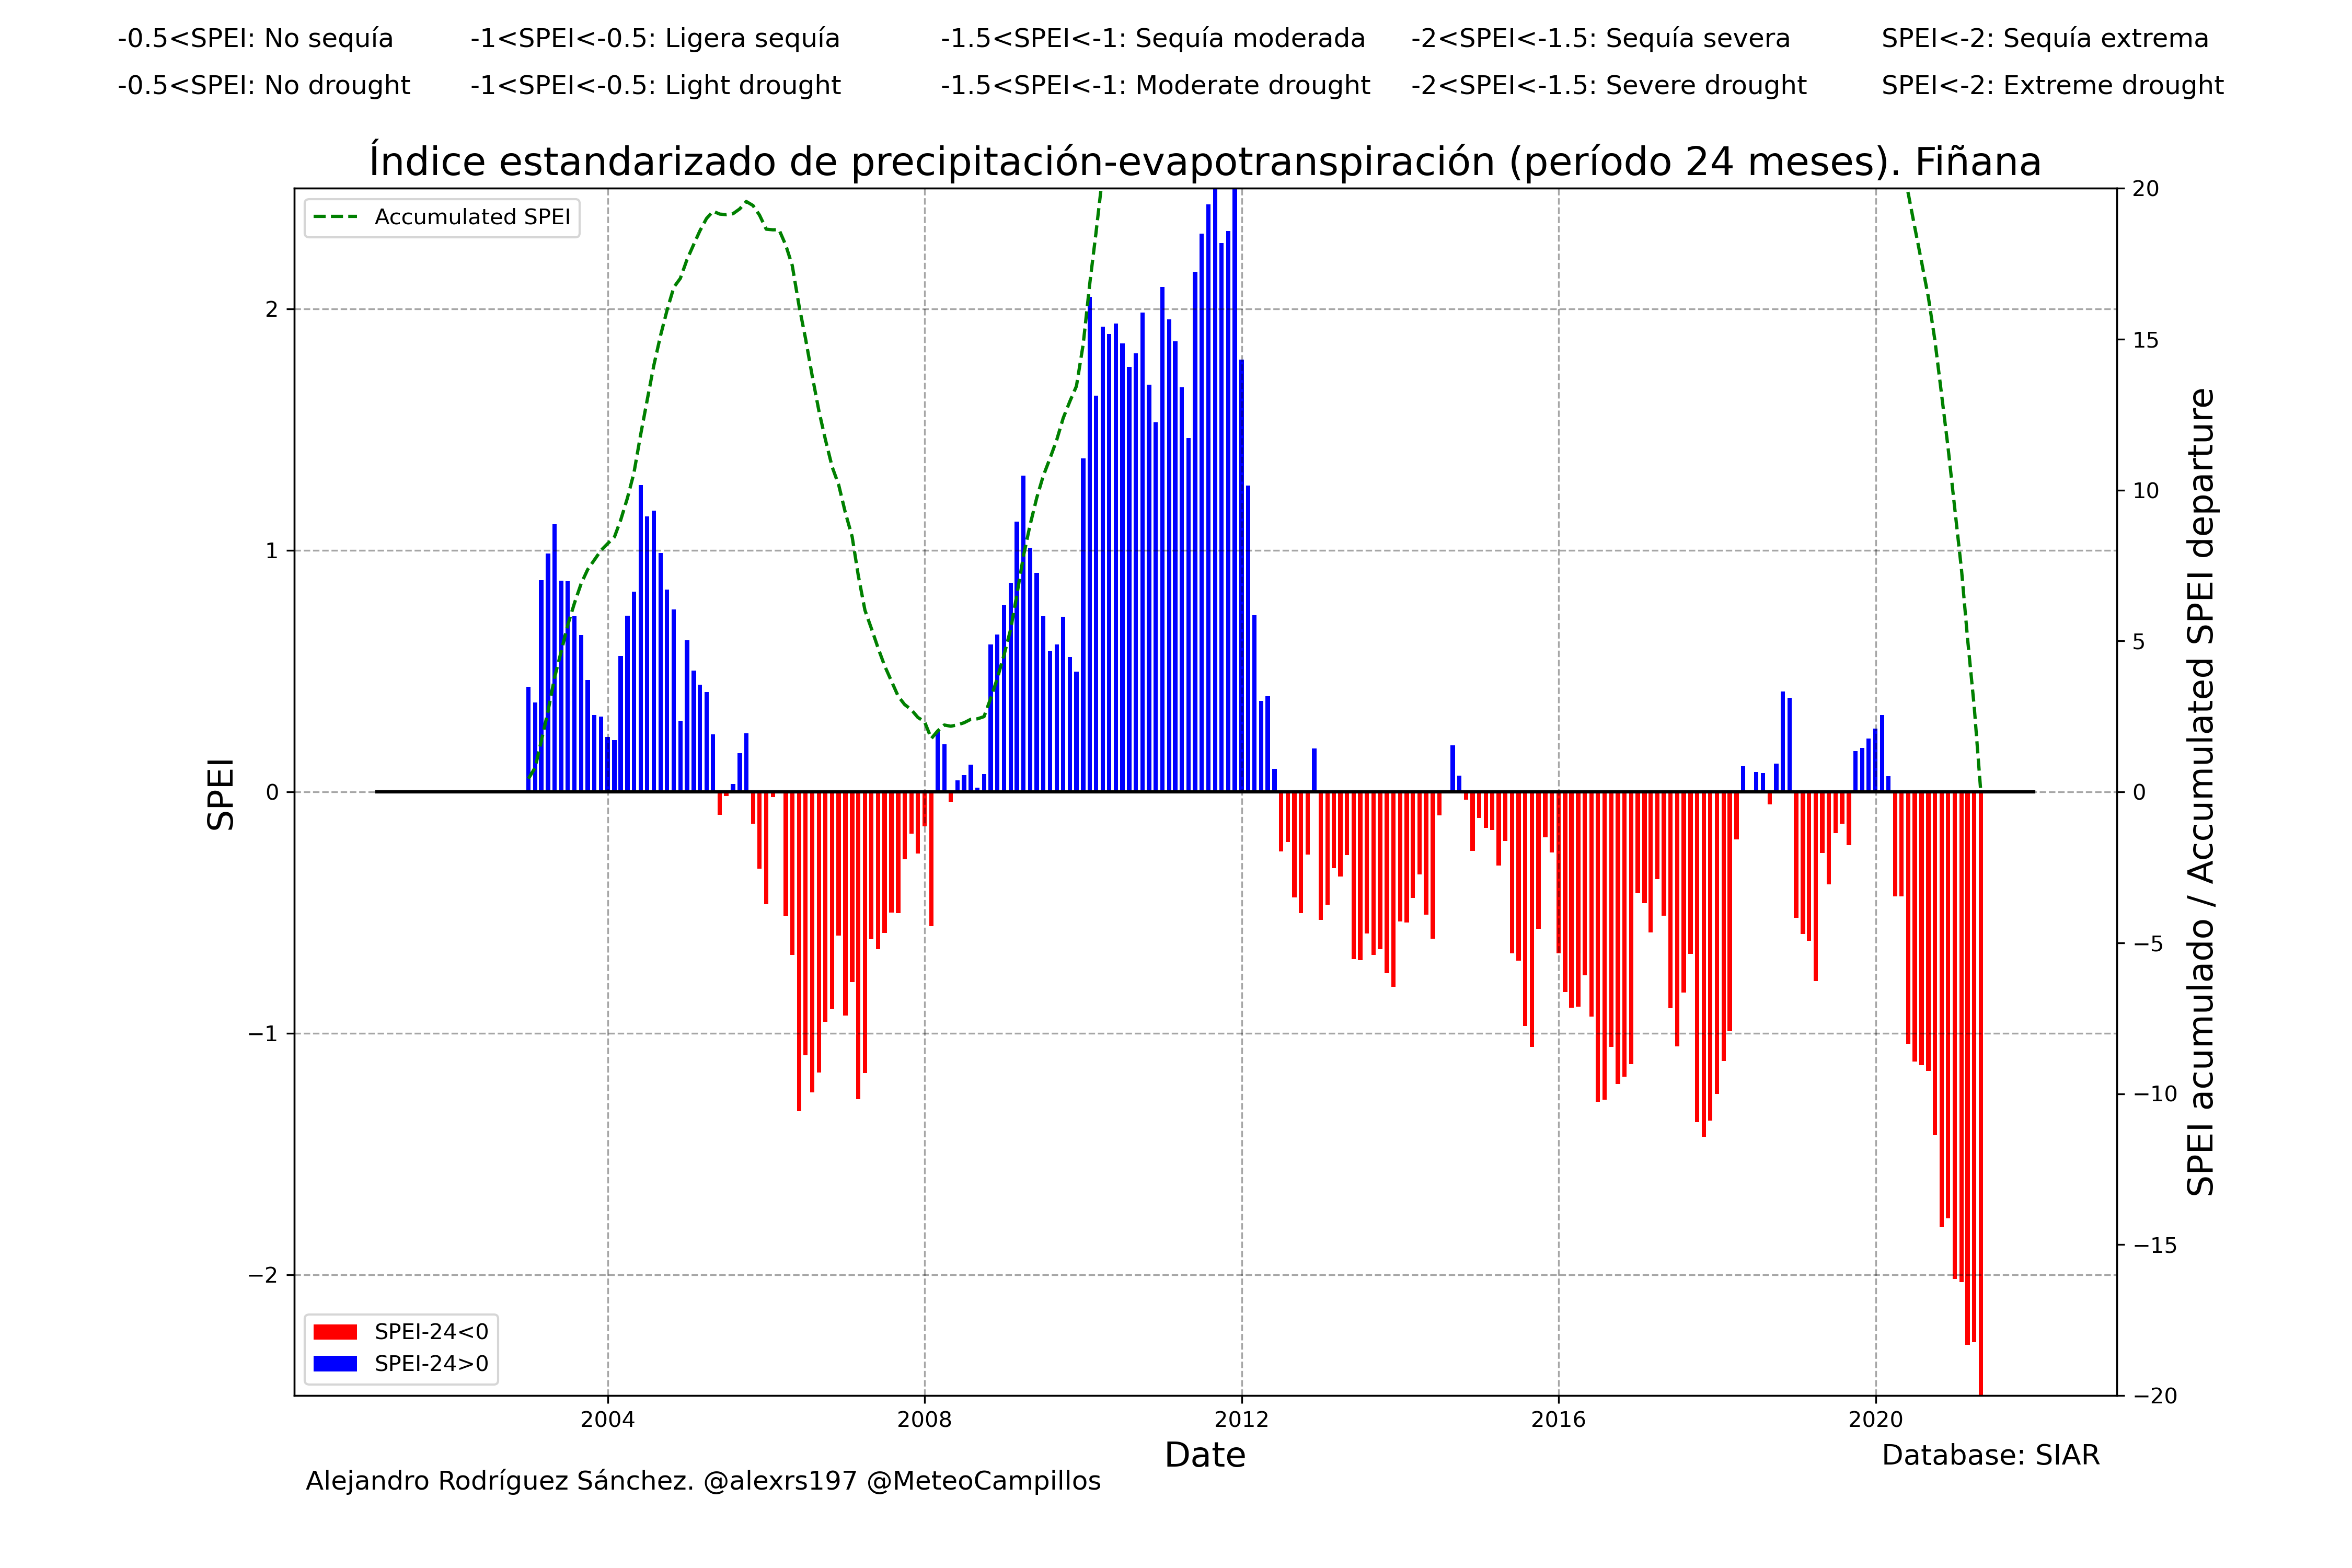 -0.5<SPEI: No sequía -1<SPEI<-0.5: Ligera sequía -1.5<SPEI<-1: Sequía moderada -2<SPEI<-1.5: Sequía severa SPEI<-2: Sequía extrema
-0.5<SPEI: No drought -1<SPEI<-0.5: Light drought -1.5<SPEI<-1: Moderate drought -2<SPEI<-1.5: Severe drought SPEI<-2: Extreme drought
Índice estandarizado de precipitación-evapotranspiración (período 24 meses). Fiñana
Accumulated SPEI
SPEI
2
1
0
−1
−2
20
15
10
5
0
−5
−10
−15
−20
SPEI acumulado / Accumulated SPEI departure
SPEI-24<0
SPEI-24>0
2004 2008 2012 2016 2020
Date
Database: SIAR
Alejandro Rodríguez Sánchez. @alexrs197 @MeteoCampillos